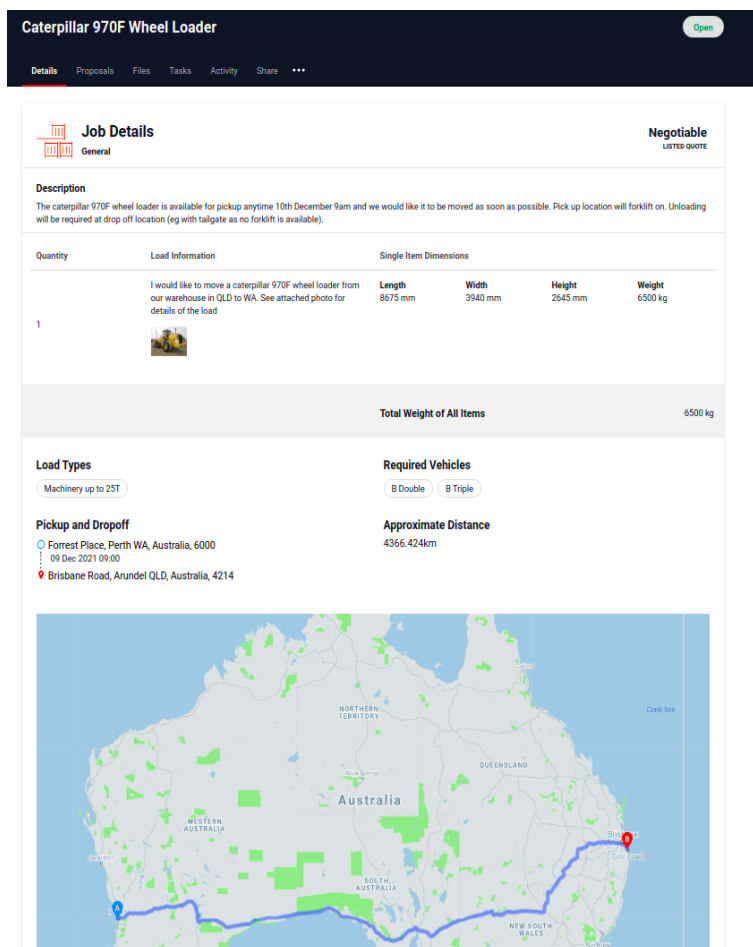 Caterpillar 970F Wheel Loader
Open
Details Proposals Files Tasks Activity Share •••
Job Details
General
Negotiable
LISTED QUOTE
Description
The caterpillar 970F wheel loader is available for pickup anytime 10th December 9am and we would like it to be moved as soon as possible. Pick up location will forklift on. Unloading
will be required at drop off location (eg with tailgate as no forklift is available).
Quantity Load Information Single Item Dimensions
1
I would like to move a caterpillar 970F wheel loader from
our warehouse in QLD to WA. See attached photo for
details of the load
Length Width Height Weight
8675 mm 3940 mm 2645 mm 6500 kg
Total Weight of All Items 6500 kg
Load Types
Machinery up to 25T
Required Vehicles
B Double B Triple
Pickup and Dropoff
Forrest Place, Perth WA, Australia, 6000
09 Dec 2021 09:00
Brisbane Road, Arundel QLD, Australia, 4214
Approximate Distance
4366.424km
Cairns
NORTHERN
TERRITORY
Coral Sea
QUEENSLAND
Alice Springs
Australia
WESTERN
AUSTRALIA
B
Geraldton
Gold Coast
SOUTH
AUSTRALIA
A
NEW SOUTH
WALES
Sydney